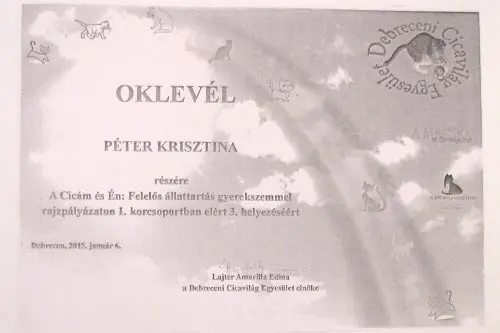 Debreceni Cicavilág Egyesület
OKLEVÉL
PÉTER KRISZTINA
részére
A Cicám és Én: Felelős állattartás gyerekszemmel
rajzpályázaton 1. korcsoportban elért 3. helyezéséért
Debrecen, 2015. január 6.
Lajter Amarilla Edina
a Debreceni Cicavilág Egyesület elnöke